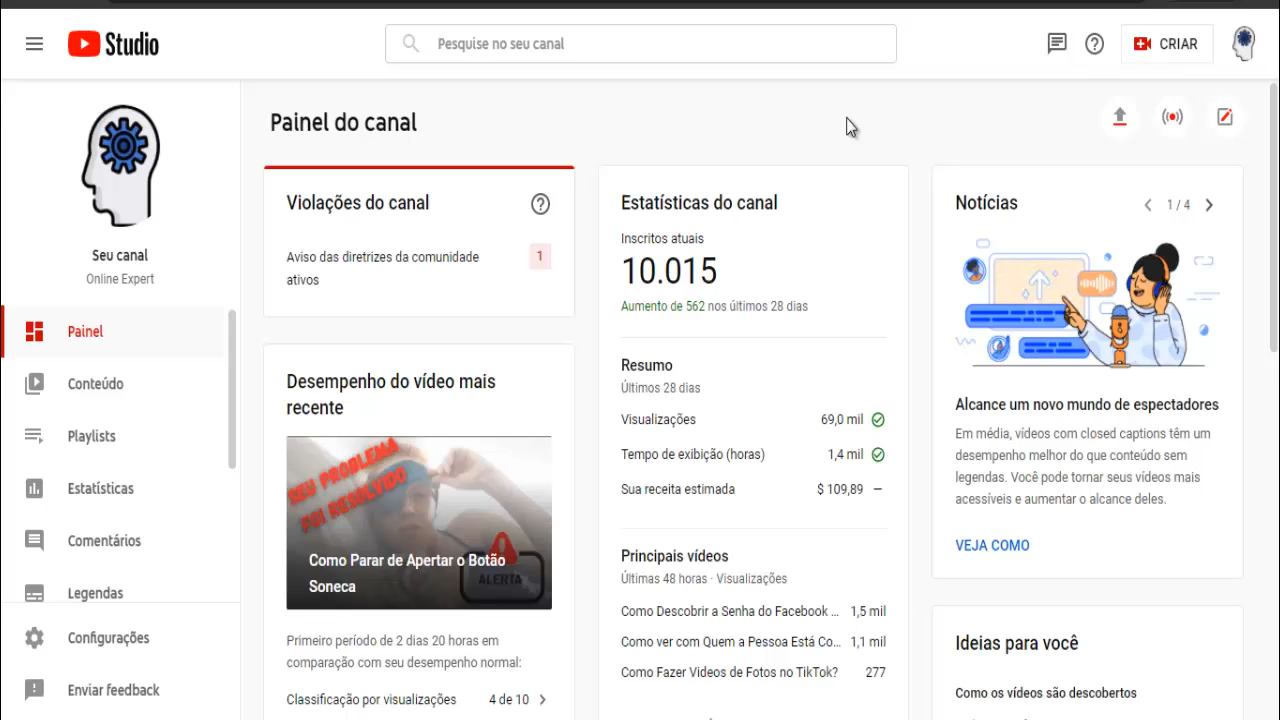 Studio
Pesquise no seu canal
CRIAR
Seu canal
Online Expert
Painel
Conteúdo
Playlists
Estatísticas
Comentários
Legendas
Configurações
Enviar feedback
Painel do canal
Violações do canal
Aviso das diretrizes da comunidade
ativos
1
Desempenho do vídeo mais
recente
SEU PROBLEMA
FOI RESOLVIDO
ALERTA
Como Parar de Apertar o Botão
Soneca
Primeiro período de 2 dias 20 horas em
comparação com seu desempenho normal:
Classificação por visualizações 4 de 10
Estatísticas do canal
Inscritos atuais
10.015
Aumento de 562 nos últimos 28 dias
Resumo
Últimos 28 dias
Visualizações 69,0 mil
Tempo de exibição (horas) 1,4 mil
Sua receita estimada $ 109,89 –
Principais vídeos
Últimas 48 horas · Visualizações
Como Descobrir a Senha do Facebook ... 1,5 mil
Como ver com Quem a Pessoa Está Co... 1,1 mil
Como Fazer Videos de Fotos no TikTok? 277
Notícias 1 / 4
Alcance um novo mundo de espectadores
Em média, vídeos com closed captions têm um
desempenho melhor do que conteúdo sem
legendas. Você pode tornar seus vídeos mais
acessíveis e aumentar o alcance deles.
VEJA COMO
Ideias para você
Como os vídeos são descobertos